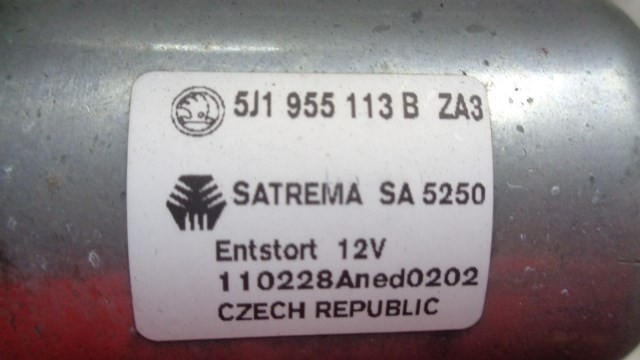 5J1 955 113 B ZA3
SATREMA SA 5250
Entstort 12V
110228Aned0202
CZECH REPUBLIC